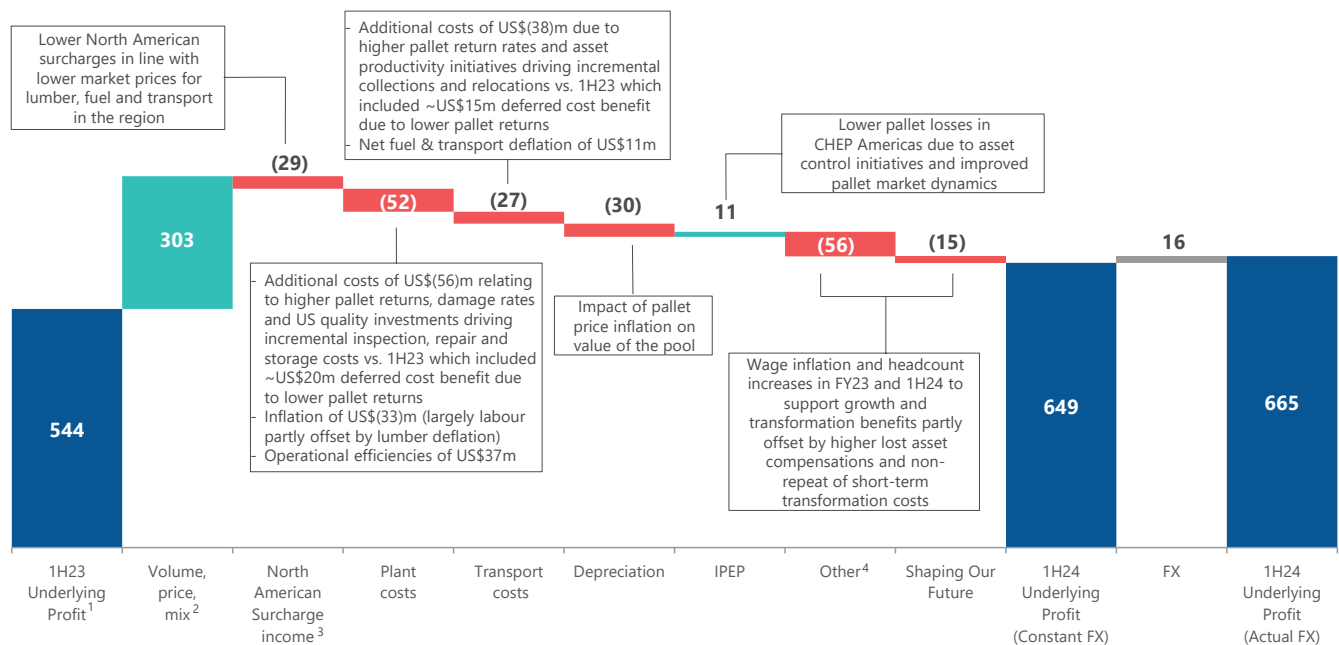 Lower North American
surcharges in line with
lower market prices for
lumber, fuel and transport
in the region
- Additional costs of US$(38)m due to
higher pallet return rates and asset
productivity initiatives driving
incremental collections and relocations vs. 1H23 which
included ~US$15m deferred cost benefit
due to lower pallet returns
- Net fuel & transport deflation of US$11m
Lower pallet losses in
CHEP Americas due to asset
control initiatives and improved
pallet market dynamics
544
303
(29)
(52)
(27)
(30)
11
(56)
(15)
649
16
665
- Additional costs of US$(56)m relating
to higher pallet returns, damage rates
and US quality investments driving
incremental inspection, repair and
storage costs vs. 1H23 which included
~US$20m deferred cost benefit due
to lower pallet returns
- Inflation of US$(33)m (largely labour
partly offset by lumber deflation)
- Operational efficiencies of US$37m
Impact of pallet
price inflation on
value of the pool
Wage inflation and headcount
increases in FY23 and 1H24 to
support growth and
transformation benefits partly
offset by higher lost asset
compensations and non-
repeat of short-term
transformation costs
1H23
Underlying
Profit 1
Volume,
price,
mix 2
North
American
Surcharge
income 3
Plant
costs
Transport
costs
Depreciation
IPEP
Other 4
Shaping Our
Future
1H24
Underlying
Profit
(Constant FX)
FX
1H24
Underlying
Profit
(Actual FX)